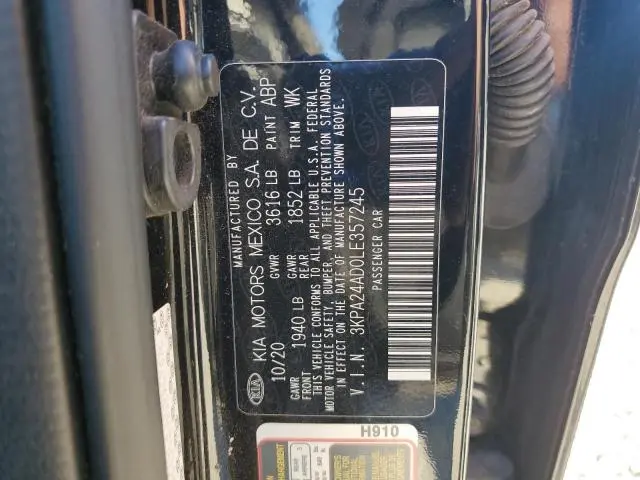 MANUFACTURED BY
KIA KIA MOTORS MEXICO S.A. DE C.V.
10/20 GVWR 3616 LB PAINT ABP
GAWR FRONT 1940 LB GAWR REAR 1852 LB TRIM WK
THIS VEHICLE CONFORMS TO ALL APPLICABLE U.S.A. FEDERAL
MOTOR VEHICLE SAFETY, BUMPER, AND THEFT PREVENTION STANDARDS
IN EFFECT ON THE DATE OF MANUFACTURE SHOWN ABOVE.
V.I.N. 3KPA24AD0LE357245
PASSENGER CAR
H910